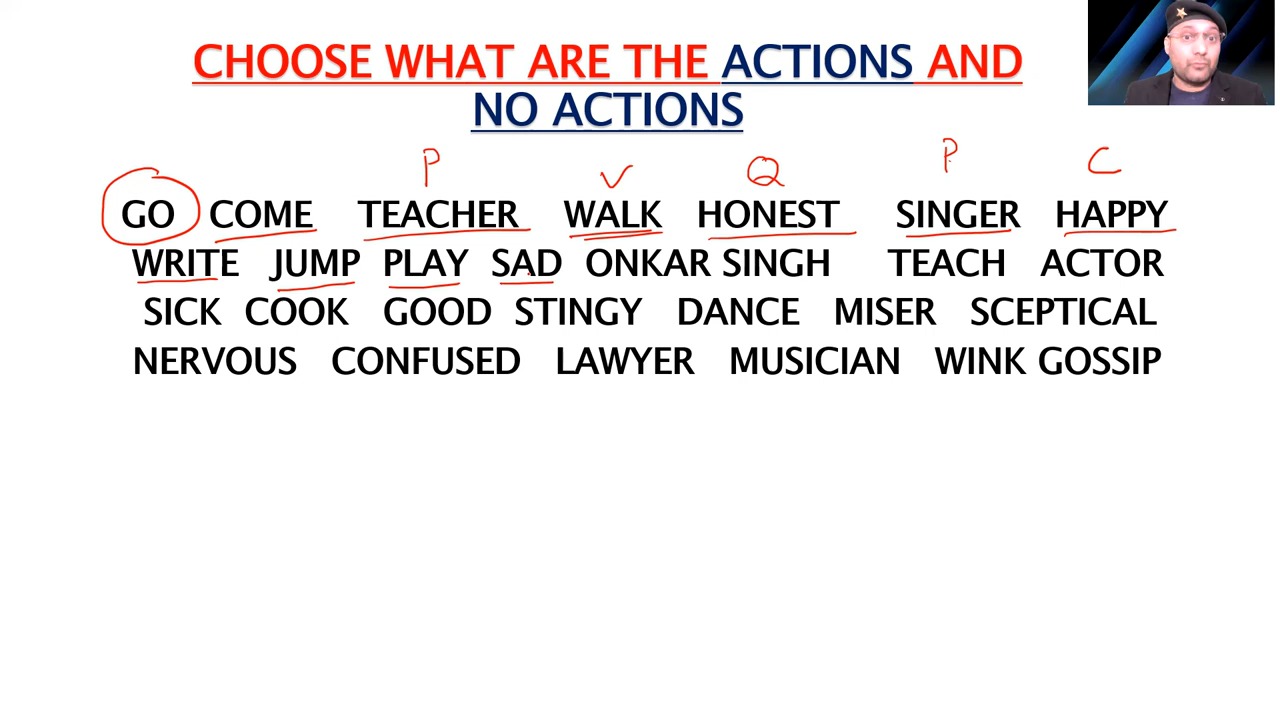 CHOOSE WHAT ARE THE ACTIONS AND
NO ACTIONS
P V Q P C
GO COME TEACHER WALK HONEST SINGER HAPPY
WRITE JUMP PLAY SAD ONKAR SINGH TEACH ACTOR
SICK COOK GOOD STINGY DANCE MISER SCEPTICAL
NERVOUS CONFUSED LAWYER MUSICIAN WINK GOSSIP